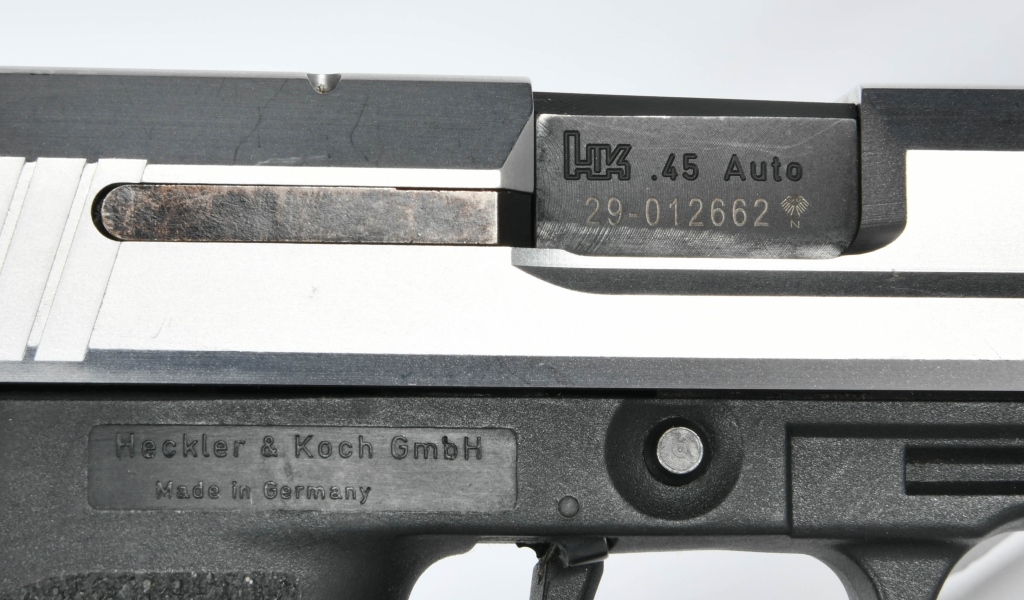 HK .45 Auto
29-012662
N
Heckler & Koch GmbH
Made in Germany